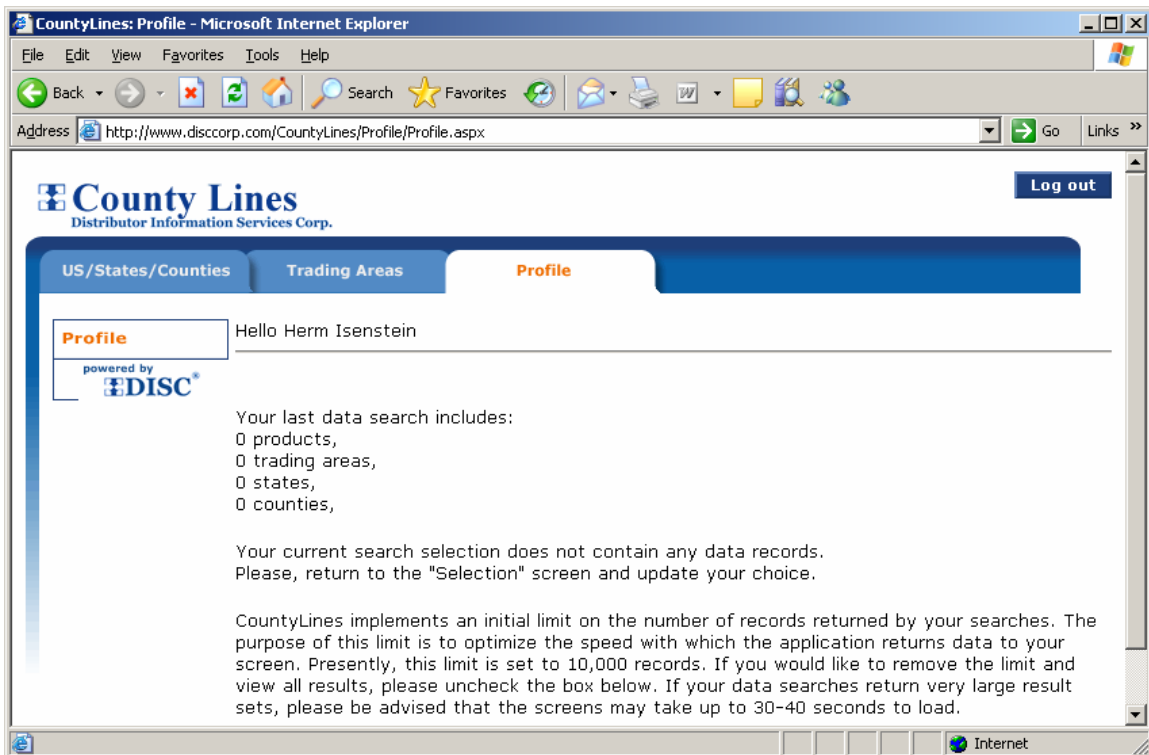 CountyLines: Profile - Microsoft Internet Explorer
File Edit View Favorites Tools Help
Back Search Favorites W
Address http://www.disccorp.com/CountyLines/Profile/Profile.aspx Go Links »
County Lines
Distributor Information Services Corp.
Log out
US/States/Counties Trading Areas Profile
Profile
powered by
DISC®
Hello Herm Isenstein
Your last data search includes:
0 products,
0 trading areas,
0 states,
0 counties,
Your current search selection does not contain any data records.
Please, return to the "Selection" screen and update your choice.
CountyLines implements an initial limit on the number of records returned by your searches. The
purpose of this limit is to optimize the speed with which the application returns data to your
screen. Presently, this limit is set to 10,000 records. If you would like to remove the limit and
view all results, please uncheck the box below. If your data searches return very large result
sets, please be advised that the screens may take up to 30-40 seconds to load.
Internet